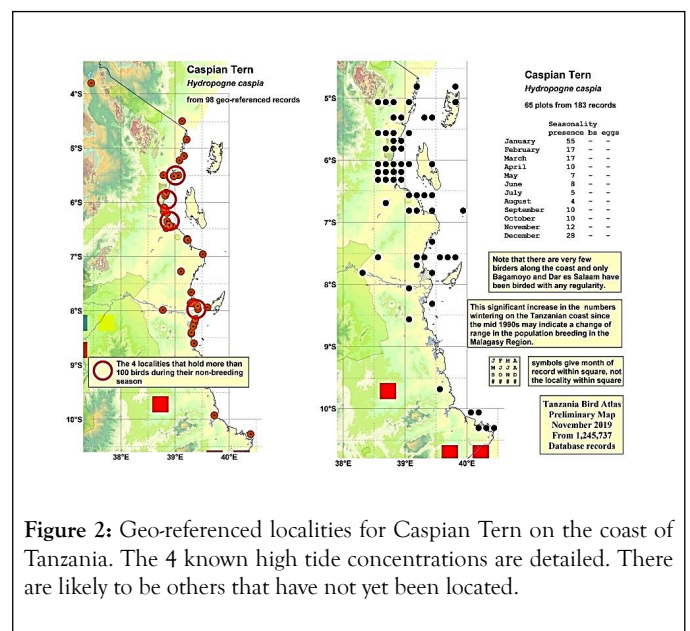 Caspian Tern
Hydropogne caspia
from 98 geo-referenced records
4°S
5°S
6°S
8°S
10°S
The 4 localities that hold more
than
100 birds during their non-breeding
season
38°E
39°E
40°E
Caspian Tern
Hydropogne caspia
65 plots from 183 records
Seasonality
presence bs eggs
January 55 - -
February 17 - -
March 17 - -
April 10 - -
May 7 - -
June 8 - -
July 5 - -
August 4 - -
September 10 - -
October 10 - -
November 12 - -
December 28 - -
5°S
6°S
8°S
10°S
Note that there are very few
birders along the coast and only
Bagamoyo and Dar es Salaam have
been birded with any regularity.
This significant increase in the numbers
wintering on the Tanzanian coast since
the mid 1990s may indicate a change of
range in the population breeding in the
Malagasy Region.
J F M A
M J J A
S O N D
# # # #
symbols give month of
record within square, not
the locality within square
Tanzania Bird Atlas
Preliminary Map
November 2019
From 1,245,737
Database records
38°E
39°E
40°E
Figure 2: Geo-referenced localities for Caspian Tern on the coast of
Tanzania. The 4 known high tide concentrations are detailed. There
are likely to be others that have not yet been located.